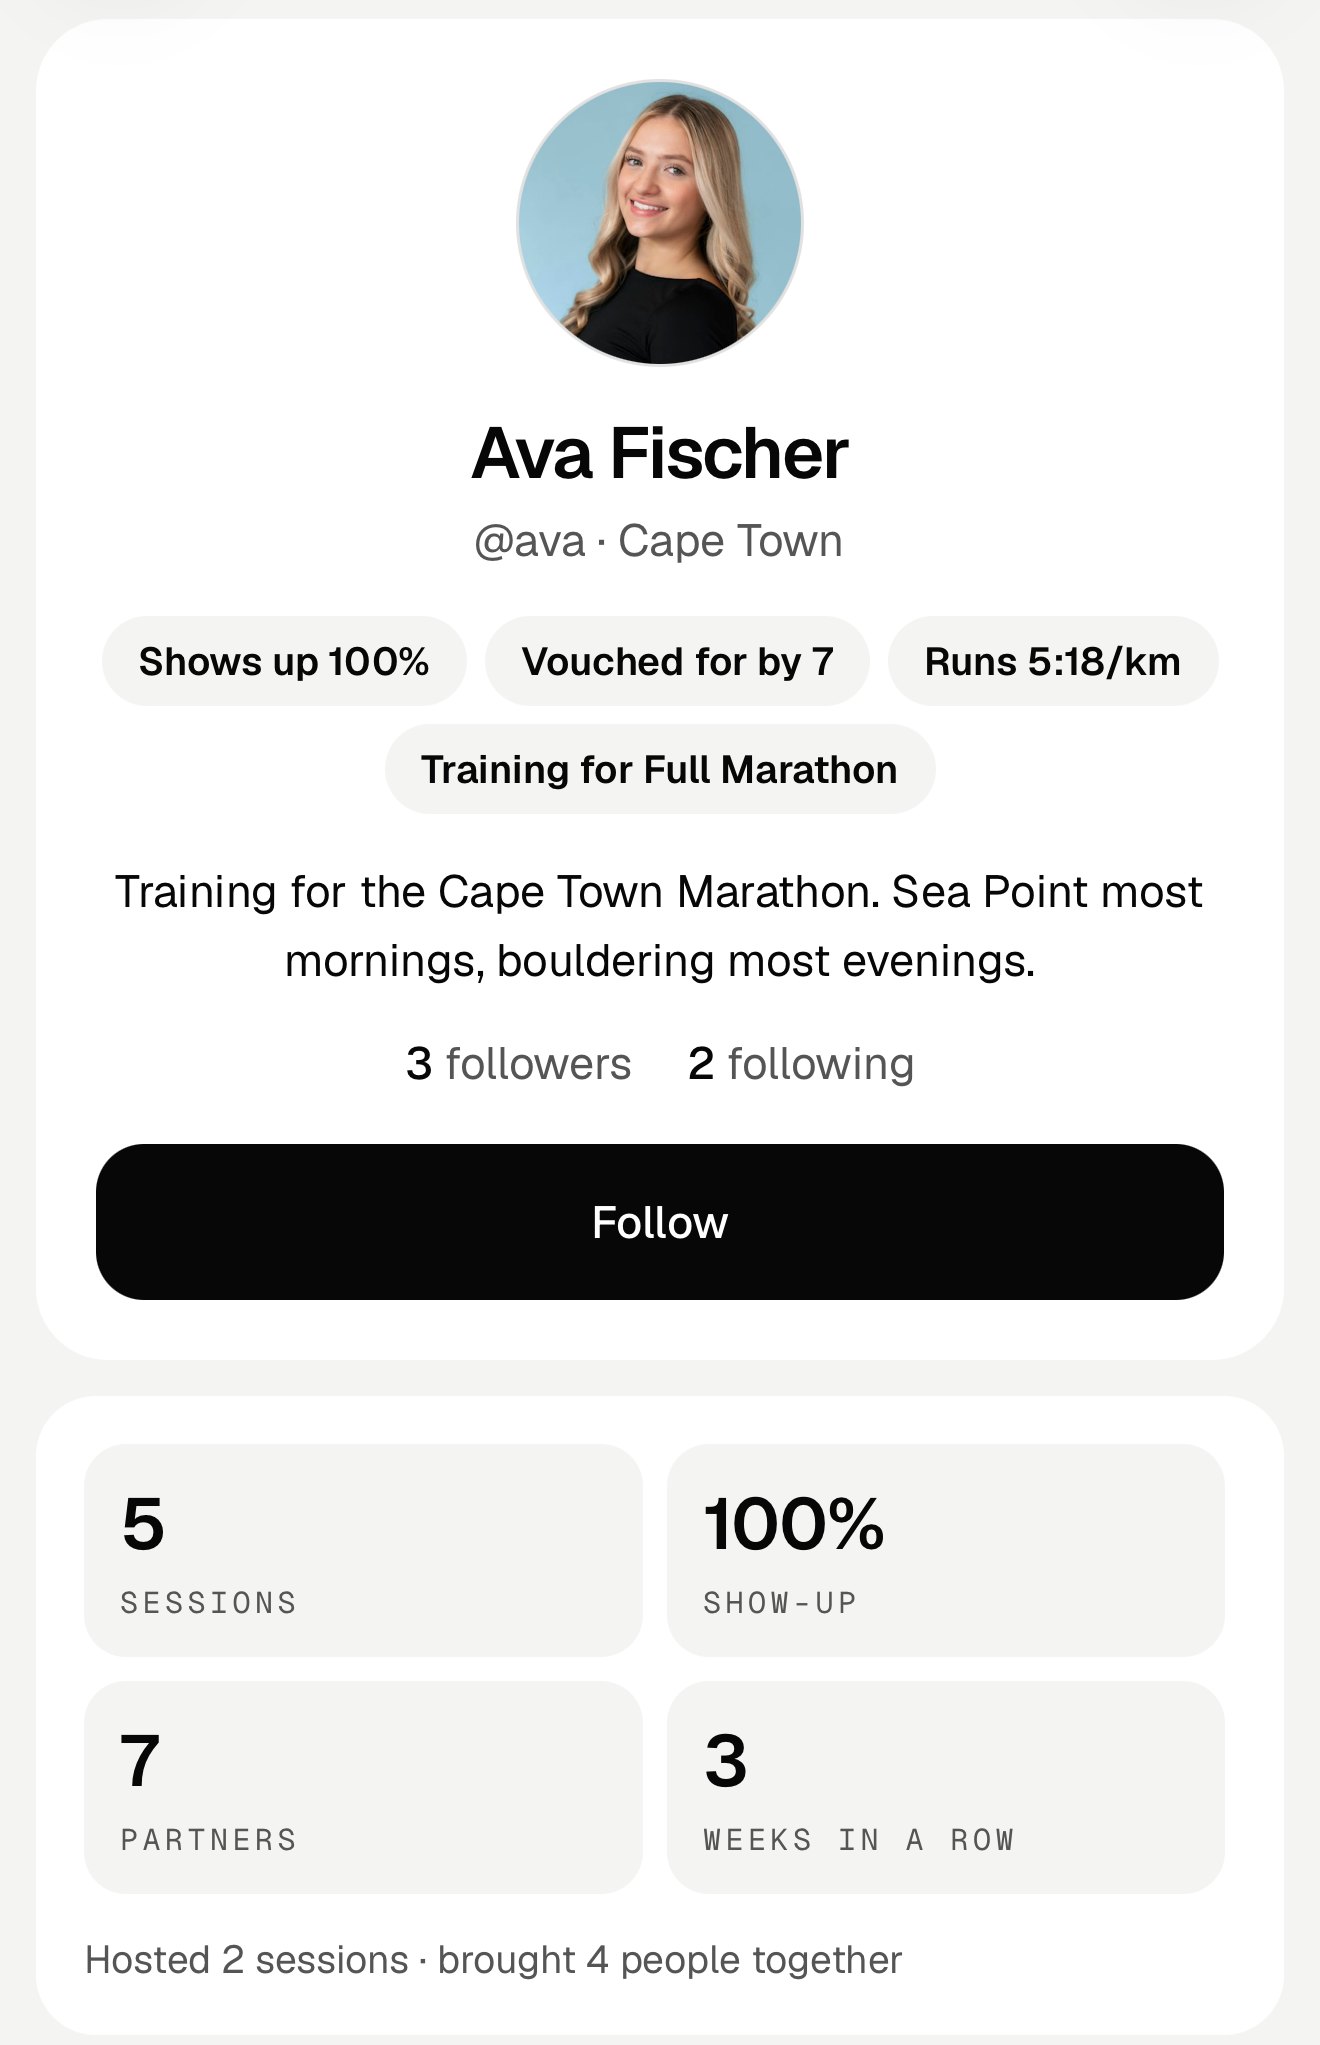 Ava Fischer
@ava · Cape Town
Shows up 100% Vouched for by 7 Runs 5:18/km
Training for Full Marathon
Training for the Cape Town Marathon. Sea Point most
mornings, bouldering most evenings.
3 followers 2 following
Follow
5
SESSIONS
100%
SHOW-UP
7
PARTNERS
3
WEEKS IN A ROW
Hosted 2 sessions · brought 4 people together